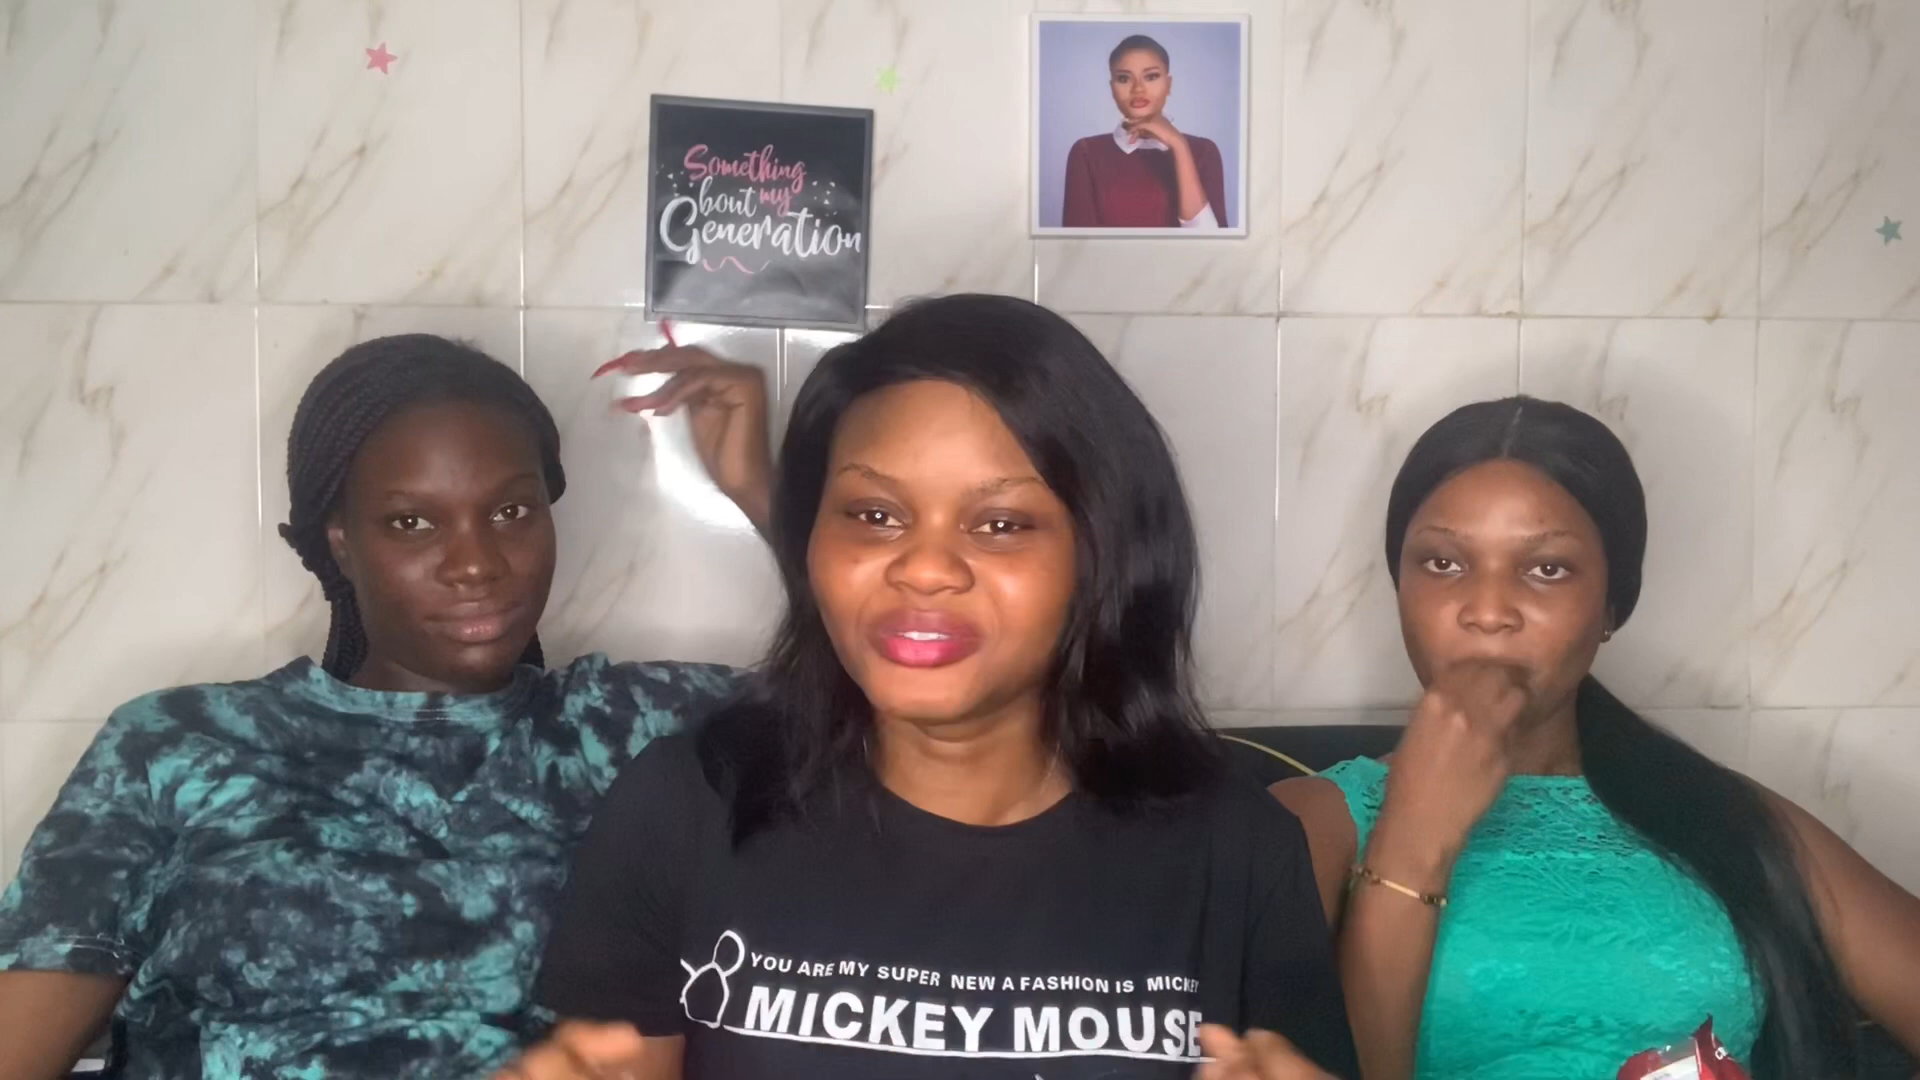 Something
bout my
Generation
YOU ARE MY SUPER NEW A FASHION IS MICKEY
MICKEY MOUSE